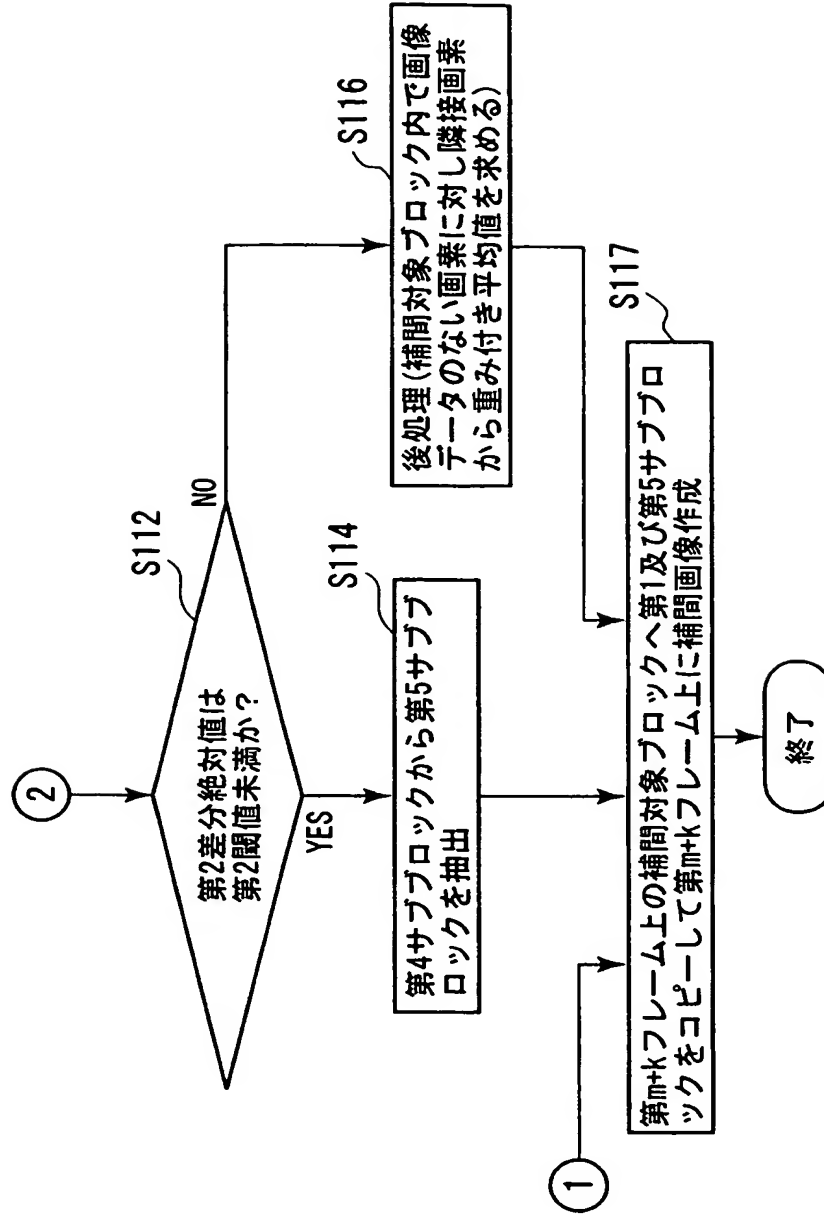 2
S112
第2差分絶対値は
第2閾値未満か?
NO
YES
S114
第4サブブロックから第5サブブ
ロックを抽出
S116
後処理(補間対象ブロック内で画像
データのない画素に対し隣接画素
から重み付き平均値を求める)
1
S117
第m+kフレーム上の補間対象ブロックへ第1及び第5サブブロ
ックをコピーして第m+kフレーム上に補間画像作成
終了